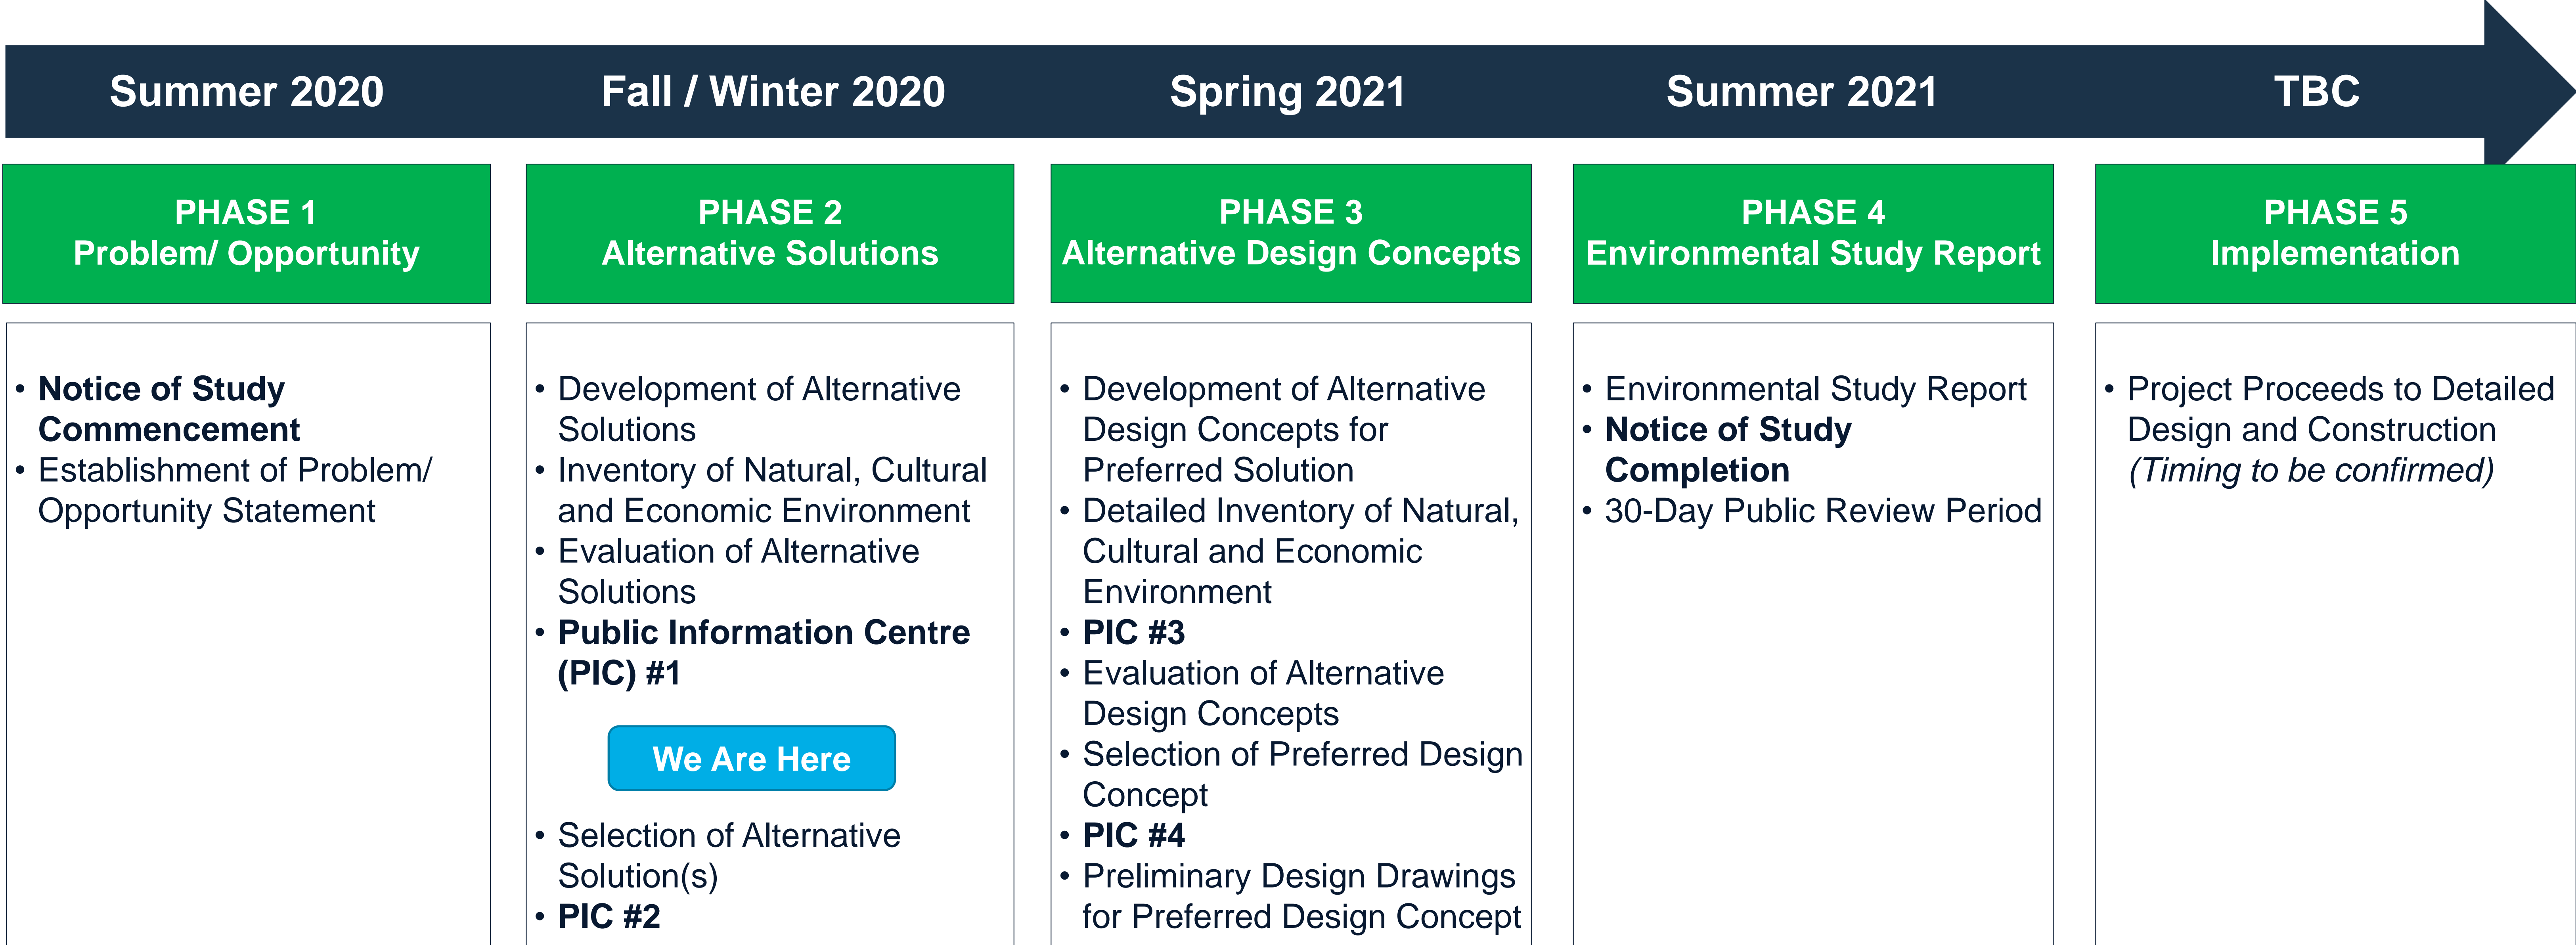 Summer 2020
Fall / Winter 2020
Spring 2021
Summer 2021
TBC
PHASE 1
Problem/ Opportunity
PHASE 2
Alternative Solutions
PHASE 3
Alternative Design Concepts
PHASE 4
Environmental Study Report
PHASE 5
Implementation
• Notice of Study
Commencement
• Establishment of Problem/
Opportunity Statement
• Development of Alternative
Solutions
• Inventory of Natural, Cultural
and Economic Environment
• Evaluation of Alternative
Solutions
• Public Information Centre
(PIC) #1
We Are Here
• Selection of Alternative
Solution(s)
• PIC #2
• Development of Alternative
Design Concepts for
Preferred Solution
• Detailed Inventory of Natural,
Cultural and Economic
Environment
• PIC #3
• Evaluation of Alternative
Design Concepts
• Selection of Preferred Design
Concept
• PIC #4
• Preliminary Design Drawings
for Preferred Design Concept
• Environmental Study Report
• Notice of Study
Completion
• 30-Day Public Review Period
• Project Proceeds to Detailed
Design and Construction
(Timing to be confirmed)